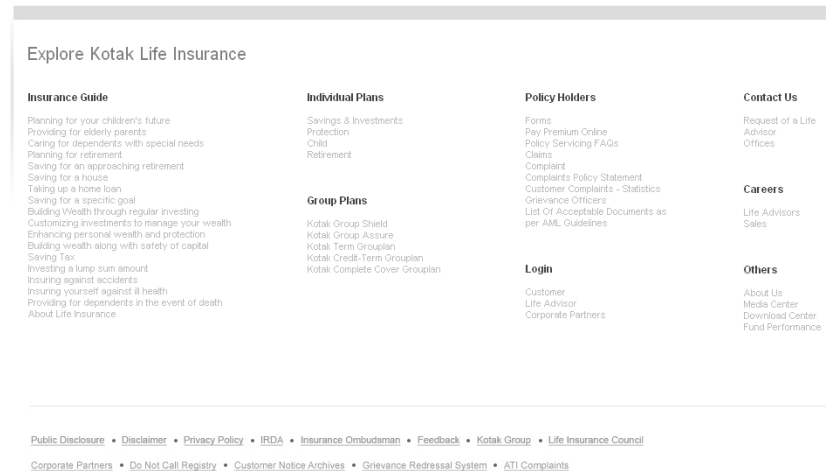 Explore Kotak Life Insurance
Insurance Guide
Planning for your children's future
Providing for elderly parents
Caring for dependents with special needs
Planning for retirement
Saving for an approaching retirement
Saving for a house
Taking up a home loan
Saving for a specific goal
Building Wealth through regular investing
Customizing investments to manage your wealth
Enhancing personal wealth and protection
Building wealth along with safety of capital
Saving Tax
Investing a lump sum amount
Insuring against accidents
Insuring yourself against ill health
Providing for dependents in the event of death
About Life Insurance
Individual Plans
Savings & Investments
Protection
Child
Retirement
Group Plans
Kotak Group Shield
Kotak Group Assure
Kotak Term Grouplan
Kotak Credit-Term Grouplan
Kotak Complete Cover Grouplan
Policy Holders
Forms
Pay Premium Online
Policy Servicing FAQs
Claims
Complaint
Complaints Policy Statement
Customer Complaints - Statistics
Grievance Officers
List Of Acceptable Documents as
per AML Guidelines
Login
Customer
Life Advisor
Corporate Partners
Contact Us
Request of a Life
Advisor
Offices
Careers
Life Advisors
Sales
Others
About Us
Media Center
Download Center
Fund Performance
Public Disclosure • Disclaimer • Privacy Policy • IRDA • Insurance Ombudsman • Feedback • Kotak Group • Life Insurance Council
Corporate Partners • Do Not Call Registry • Customer Notice Archives • Grievance Redressal System • ATI Complaints